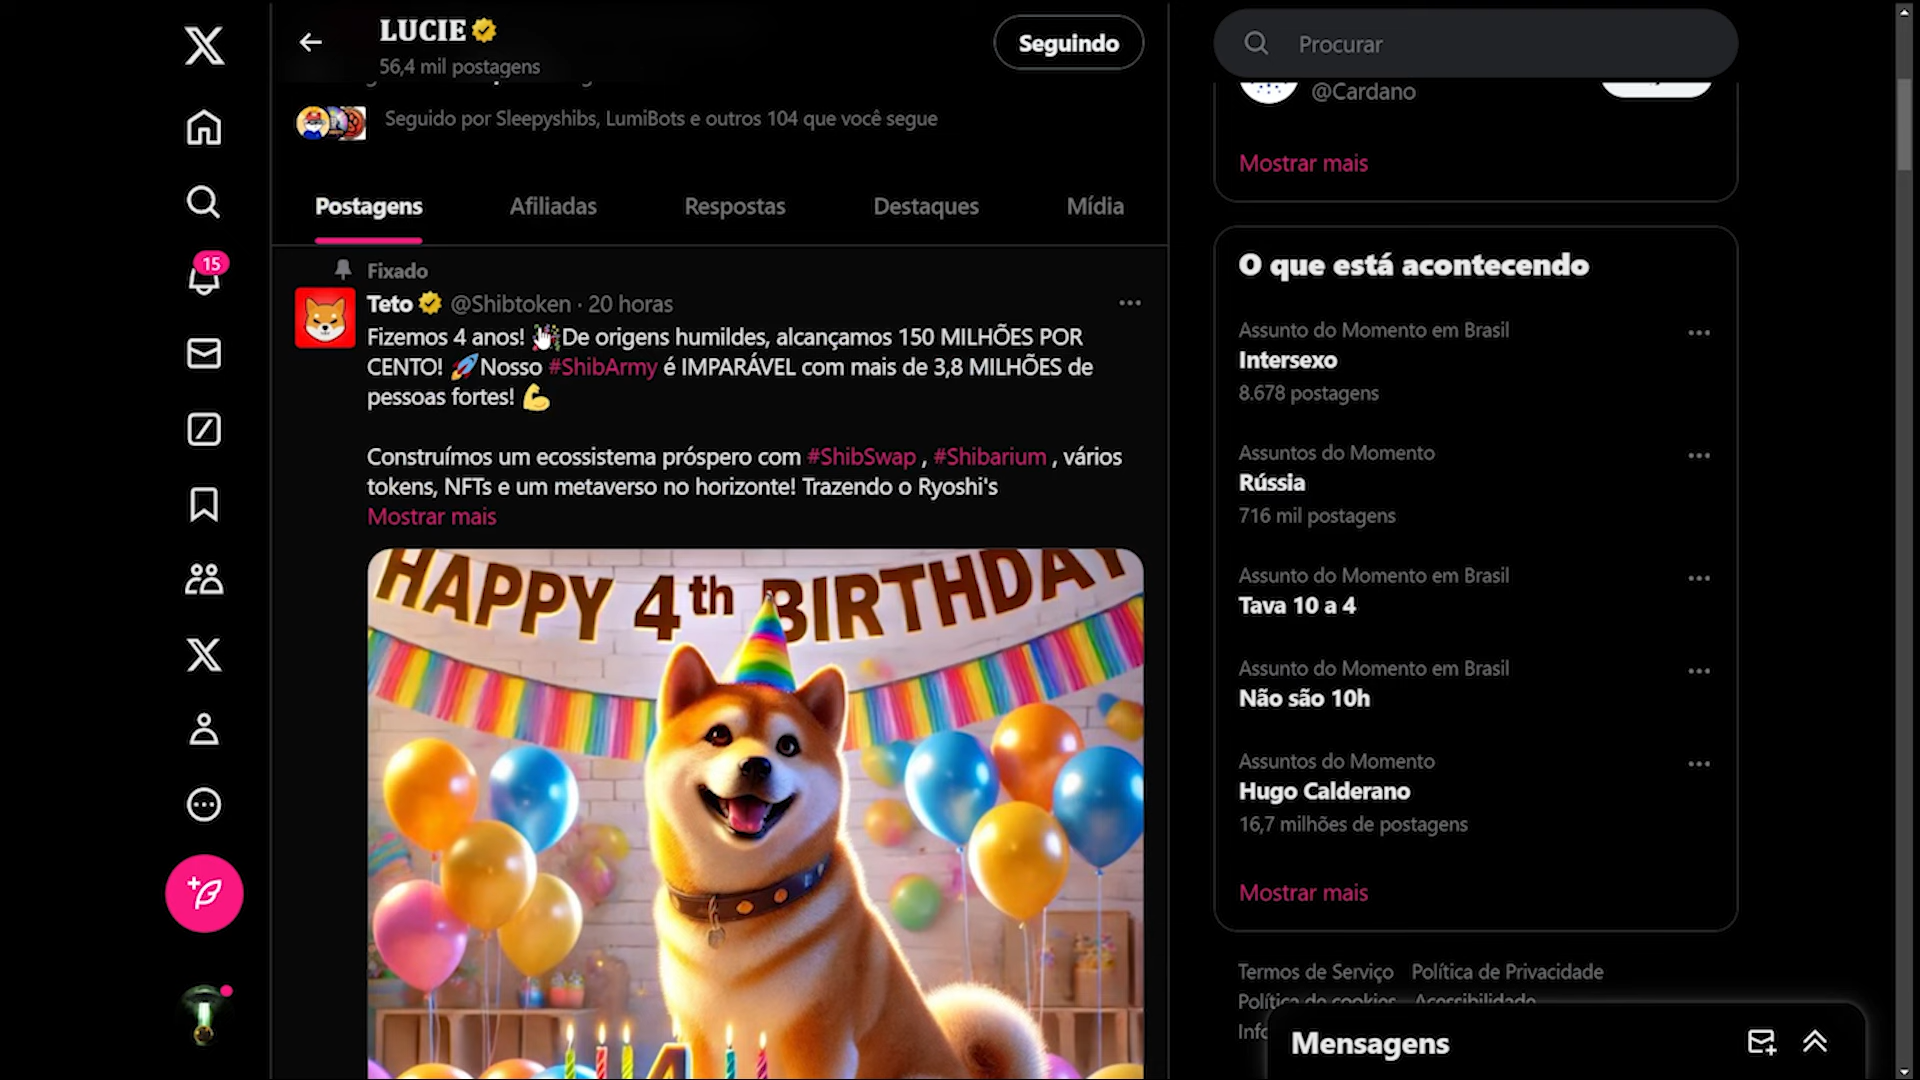 LUCIE
56,4 mil postagens
Seguindo
Procurar
Seguido por Sleepyshibs, LumiBots e outros 104 que você segue
Postagens
Afiliadas
Respostas
Destaques
Mídia
15
Fixado
Teto @Shibtoken · 20 horas
Fizemos 4 anos! De origens humildes, alcançamos 150 MILHÕES POR
CENTO! 🚀Nosso #ShibArmy é IMPARÁVEL com mais de 3,8 MILHÕES de
pessoas fortes! 💪
Construímos um ecossistema próspero com #ShibSwap , #Shibarium , vários
tokens, NFTs e um metaverso no horizonte! Trazendo o Ryoshi's
Mostrar mais
HAPPY 4th BIRTHDAY
4
@Cardano
Mostrar mais
O que está acontecendo
Assunto do Momento em Brasil
Intersexo
8.678 postagens
Assuntos do Momento
Rússia
716 mil postagens
Assunto do Momento em Brasil
Tava 10 a 4
Assunto do Momento em Brasil
Não são 10h
Assuntos do Momento
Hugo Calderano
16,7 milhões de postagens
Mostrar mais
Termos de Serviço Política de Privacidade
Política de cookies Acessibilidade
Mensagens